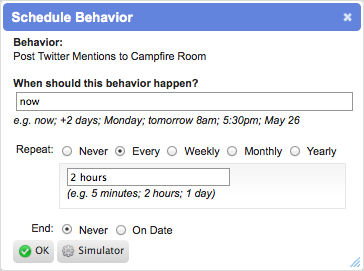 Schedule Behavior
Behavior:
Post Twitter Mentions to Campfire Room
When should this behavior happen?
now
e.g. now; +2 days; Monday; tomorrow 8am; 5:30pm; May 26
Repeat: Never Every Weekly Monthly Yearly
2 hours
(e.g. 5 minutes; 2 hours; 1 day)
End: Never On Date
OK Simulator